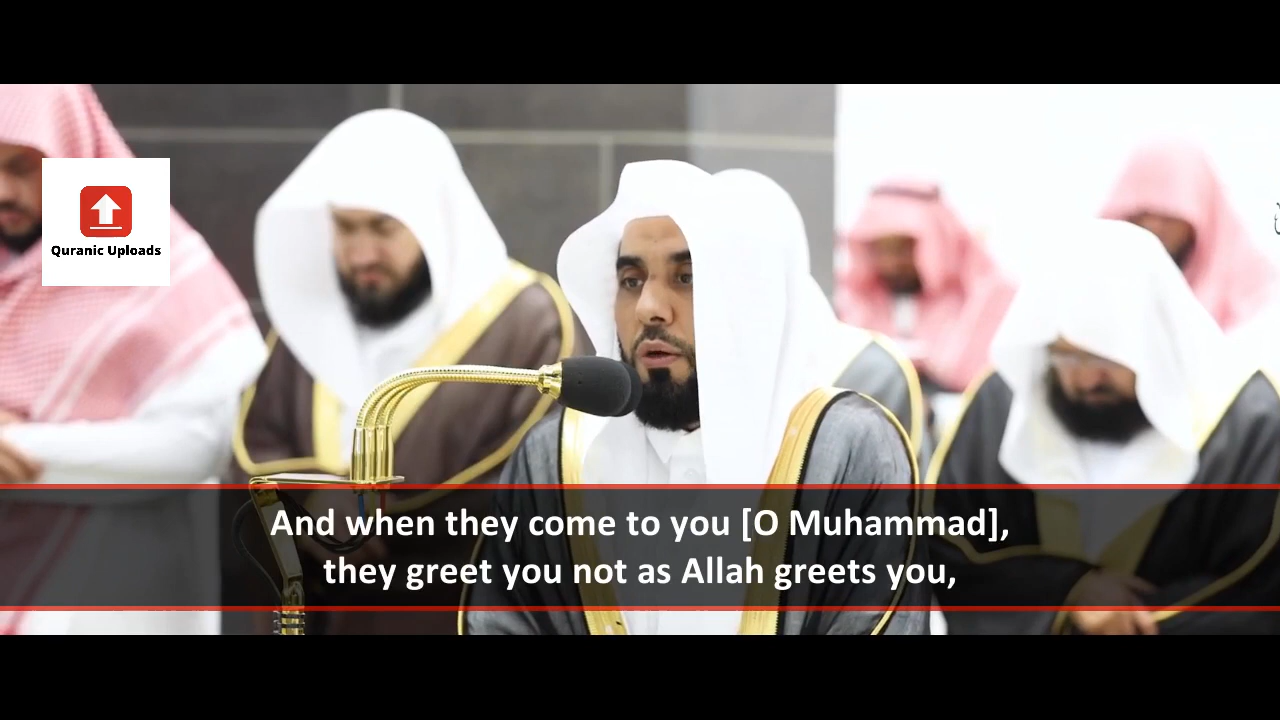 Quranic Uploads
And when they come to you [O Muhammad],
they greet you not as Allah greets you,